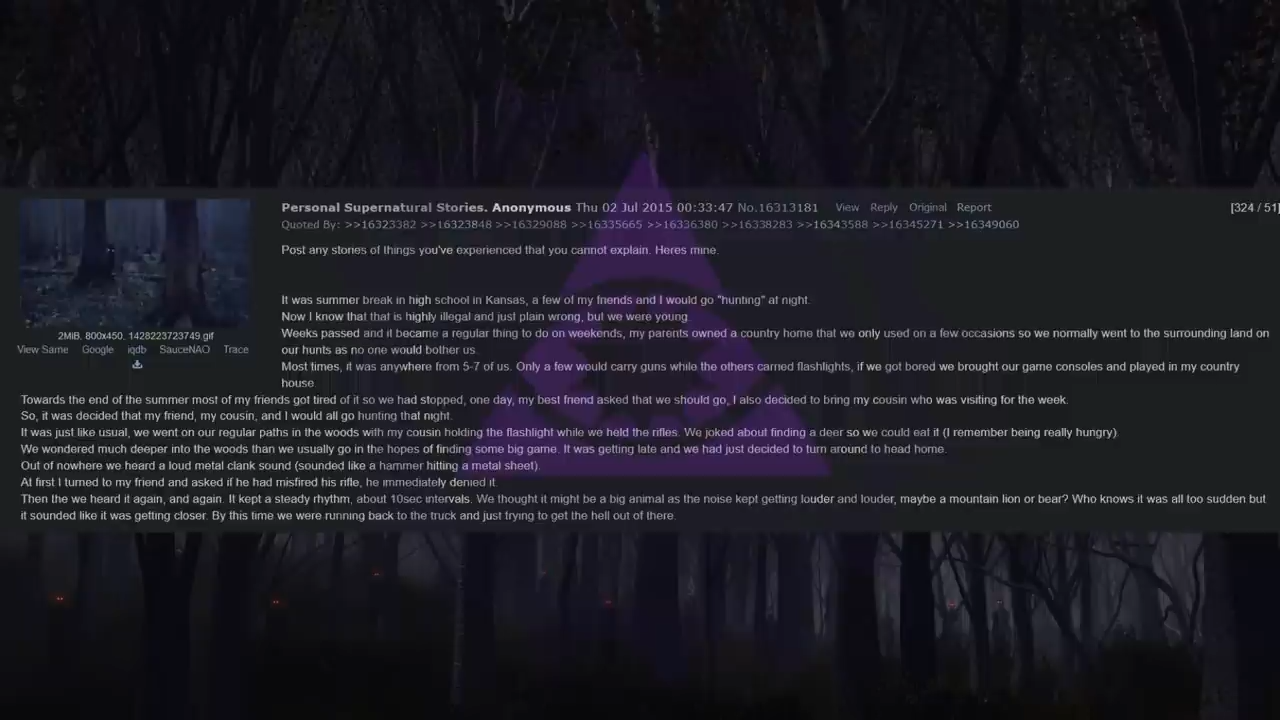 Personal Supernatural Stories. Anonymous Thu 02 Jul 2015 00:33:47 No.16313181 View Reply Original Report [324 / 51
Quoted By: >>16323382 >>16323848 >>16329088 >>16335665 >>16336380 >>16338283 >>16343588 >>16345271 >>16349060
Post any stories of things you've experienced that you cannot explain. Heres mine.
It was summer break in high school in Kansas, a few of my friends and I would go "hunting" at night.
Now I know that that is highly illegal and just plain wrong, but we were young.
2MiB, 800x450, 1428223723749.gif
View Same Google iqdb SauceNAO Trace
Weeks passed and it became a regular thing to do on weekends, my parents owned a country home that we only used on a few occasions so we normally went to the surrounding land on
our hunts as no one would bother us.
Most times, it was anywhere from 5-7 of us. Only a few would carry guns while the others carried flashlights, if we got bored we brought our game consoles and played in my country
house.
Towards the end of the summer most of my friends got tired of it so we had stopped, one day, my best friend asked that we should go, I also decided to bring my cousin who was visiting for the week.
So, it was decided that my friend, my cousin, and I would all go hunting that night.
It was just like usual, we went on our regular paths in the woods with my cousin holding the flashlight while we held the rifles. We joked about finding a deer so we could eat it (I remember being really hungry).
We wondered much deeper into the woods than we usually go in the hopes of finding some big game. It was getting late and we had just decided to turn around to head home.
Out of nowhere we heard a loud metal clank sound (sounded like a hammer hitting a metal sheet).
At first I turned to my friend and asked if he had misfired his rifle, he immediately denied it.
Then the we heard it again, and again. It kept a steady rhythm, about 10sec intervals. We thought it might be a big animal as the noise kept getting louder and louder, maybe a mountain lion or bear? Who knows it was all too sudden but
it sounded like it was getting closer. By this time we were running back to the truck and just trying to get the hell out of there.